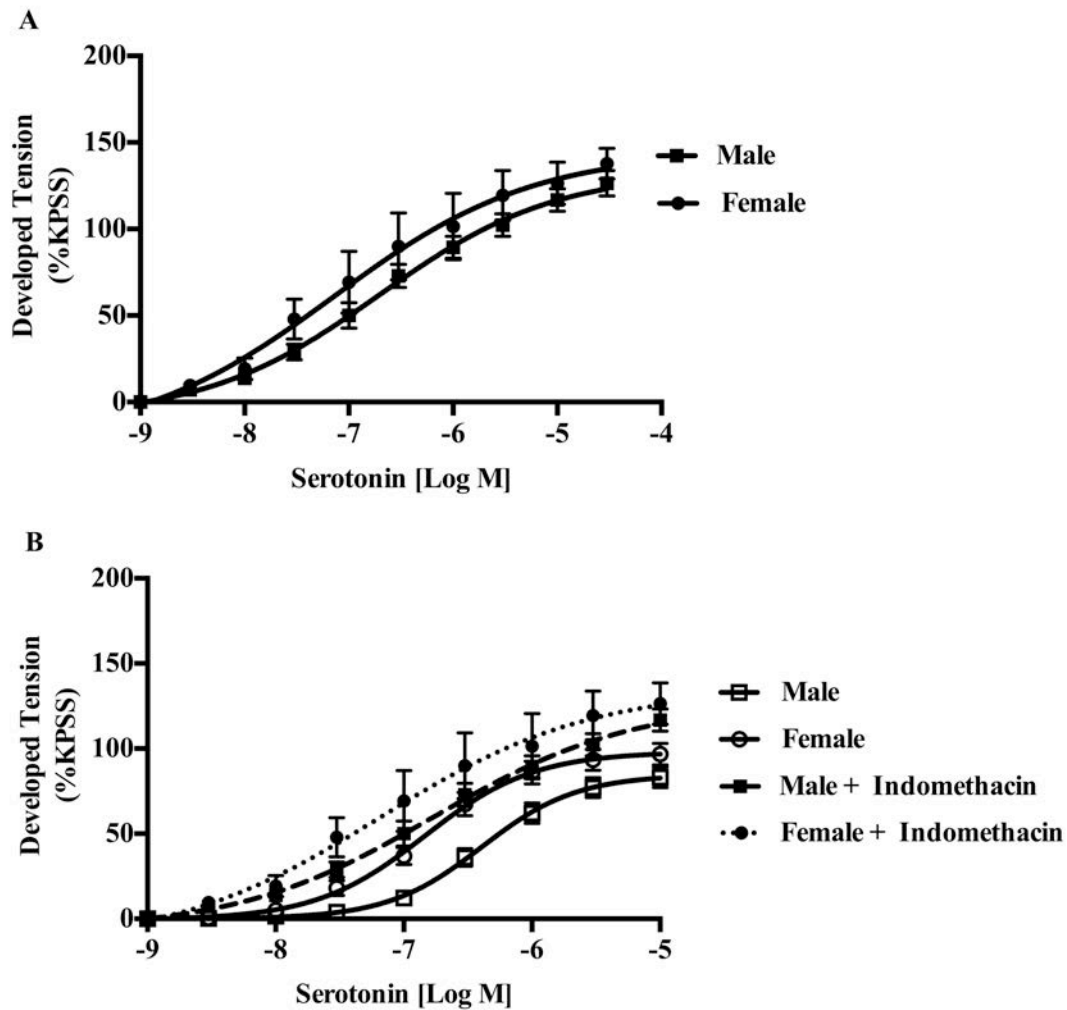 A
200
150
100
50
0
-9 -8 -7 -6 -5 -4
Developed Tension
(%KPSS)
Serotonin [Log M]
Male
Female
B
200
150
100
50
0
-9 -8 -7 -6 -5
Developed Tension
(%KPSS)
Serotonin [Log M]
Male
Female
Male + Indomethacin
Female + Indomethacin